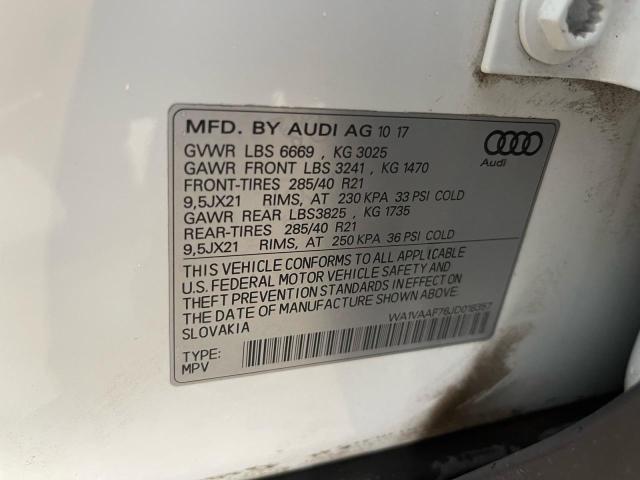 MFD. BY AUDI AG 10 17
GVWR LBS 6669 , KG 3025
GAWR FRONT LBS 3241 , KG 1470
FRONT-TIRES 285/40 R21
9,5JX21 RIMS, AT 230 KPA 33 PSI COLD
GAWR REAR LBS3825 , KG 1735
REAR-TIRES 285/40 R21
9,5JX21 RIMS, AT 250 KPA 36 PSI COLD
Audi
THIS VEHICLE CONFORMS TO ALL APPLICABLE
U.S. FEDERAL MOTOR VEHICLE SAFETY AND
THEFT PREVENTION STANDARDS IN EFFECT ON
THE DATE OF MANUFACTURE SHOWN ABOVE.
SLOVAKIA
WA1VAAF76JD016357
TYPE:
MPV